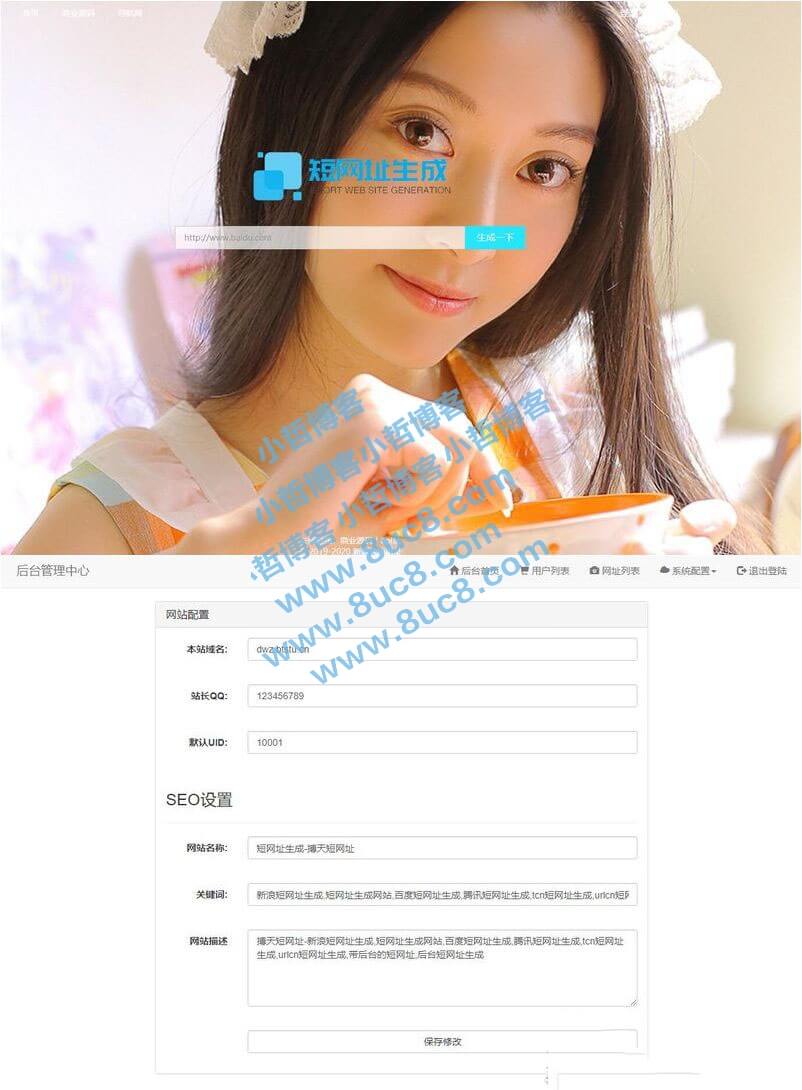 首页 商业源码 导航网
短网址生成
ORT WEB SITE GENERATION
http://www.baidu.com
生成一下
小哲博客
小哲博客小哲博客
小哲博客小哲博客
哲博客
www.8uc8.com
www.8uc8.com
www.8uc8.com
后台管理中心 后台首页 用户列表 网址列表 系统配置 退出登陆
网站配置
本站域名: dwz.btstu.cn
站长QQ: 123456789
默认UID: 10001
SEO设置
网站名称: 短网址生成-搏天短网址
关键词: 新浪短网址生成,短网址生成网站,百度短网址生成,腾讯短网址生成,tcn短网址生成,urlcn短网
网站描述 搏天短网址-新浪短网址生成,短网址生成网站,百度短网址生成,腾讯短网址生成,tcn短网址
生成,urlcn短网址生成,带后台的短网址,后台短网址生成
保存修改